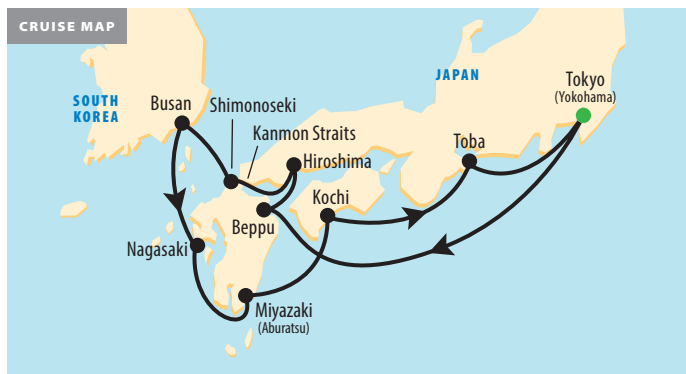 CRUISE MAP
JAPAN
Tokyo
(Yokohama)
SOUTH
KOREA
Busan
Shimonoseki
Kanmon Straits
Toba
Hiroshima
Kochi
Beppu
Nagasaki
Miyazaki
(Aburatsu)